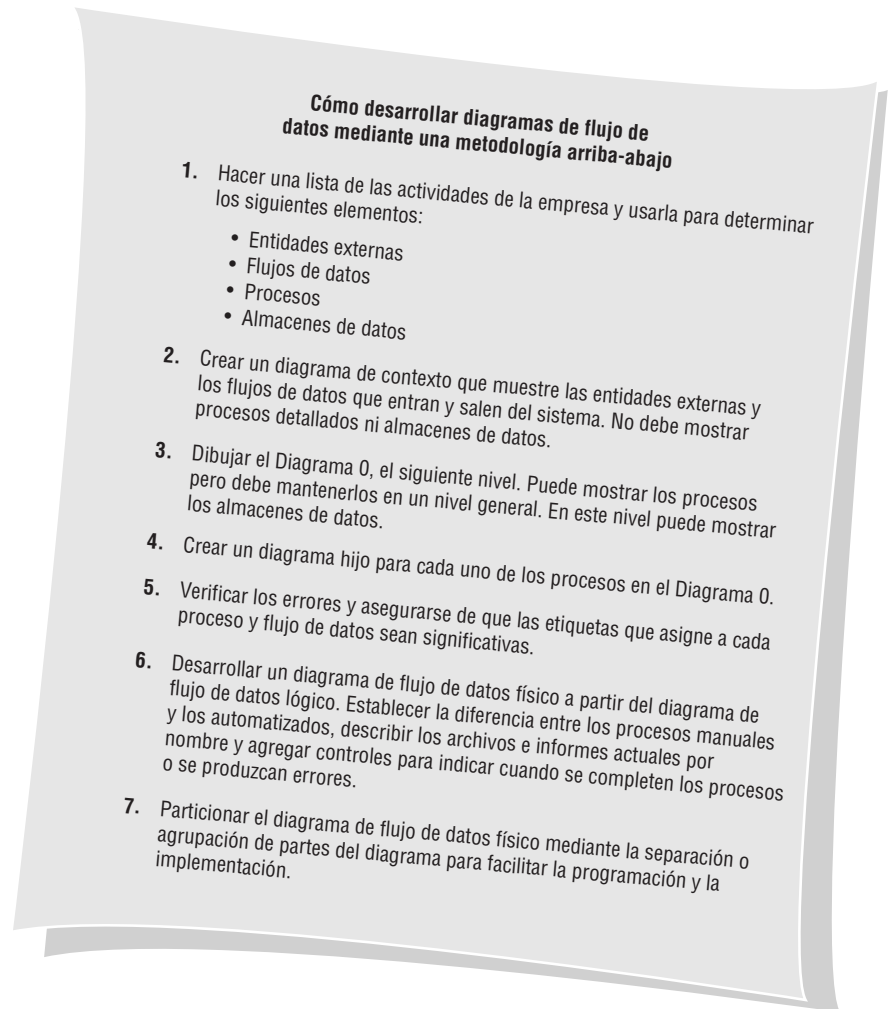 Cómo desarrollar diagramas de flujo de
datos mediante una metodología arriba-abajo
1. Hacer una lista de las actividades de la empresa y usarla para determinar
los siguientes elementos:
• Entidades externas
• Flujos de datos
• Procesos
• Almacenes de datos
2. Crear un diagrama de contexto que muestre las entidades externas y
los flujos de datos que entran y salen del sistema. No debe mostrar
procesos detallados ni almacenes de datos.
3. Dibujar el Diagrama 0, el siguiente nivel. Puede mostrar los procesos
pero debe mantenerlos en un nivel general. En este nivel puede mostrar
los almacenes de datos.
4. Crear un diagrama hijo para cada uno de los procesos en el Diagrama 0.
5. Verificar los errores y asegurarse de que las etiquetas que asigne a cada
proceso y flujo de datos sean significativas.
6. Desarrollar un diagrama de flujo de datos físico a partir del diagrama de
flujo de datos lógico. Establecer la diferencia entre los procesos manuales
y los automatizados, describir los archivos e informes actuales por
nombre y agregar controles para indicar cuando se completen los procesos
o se produzcan errores.
7. Particionar el diagrama de flujo de datos físico mediante la separación o
agrupación de partes del diagrama para facilitar la programación y la
implementación.